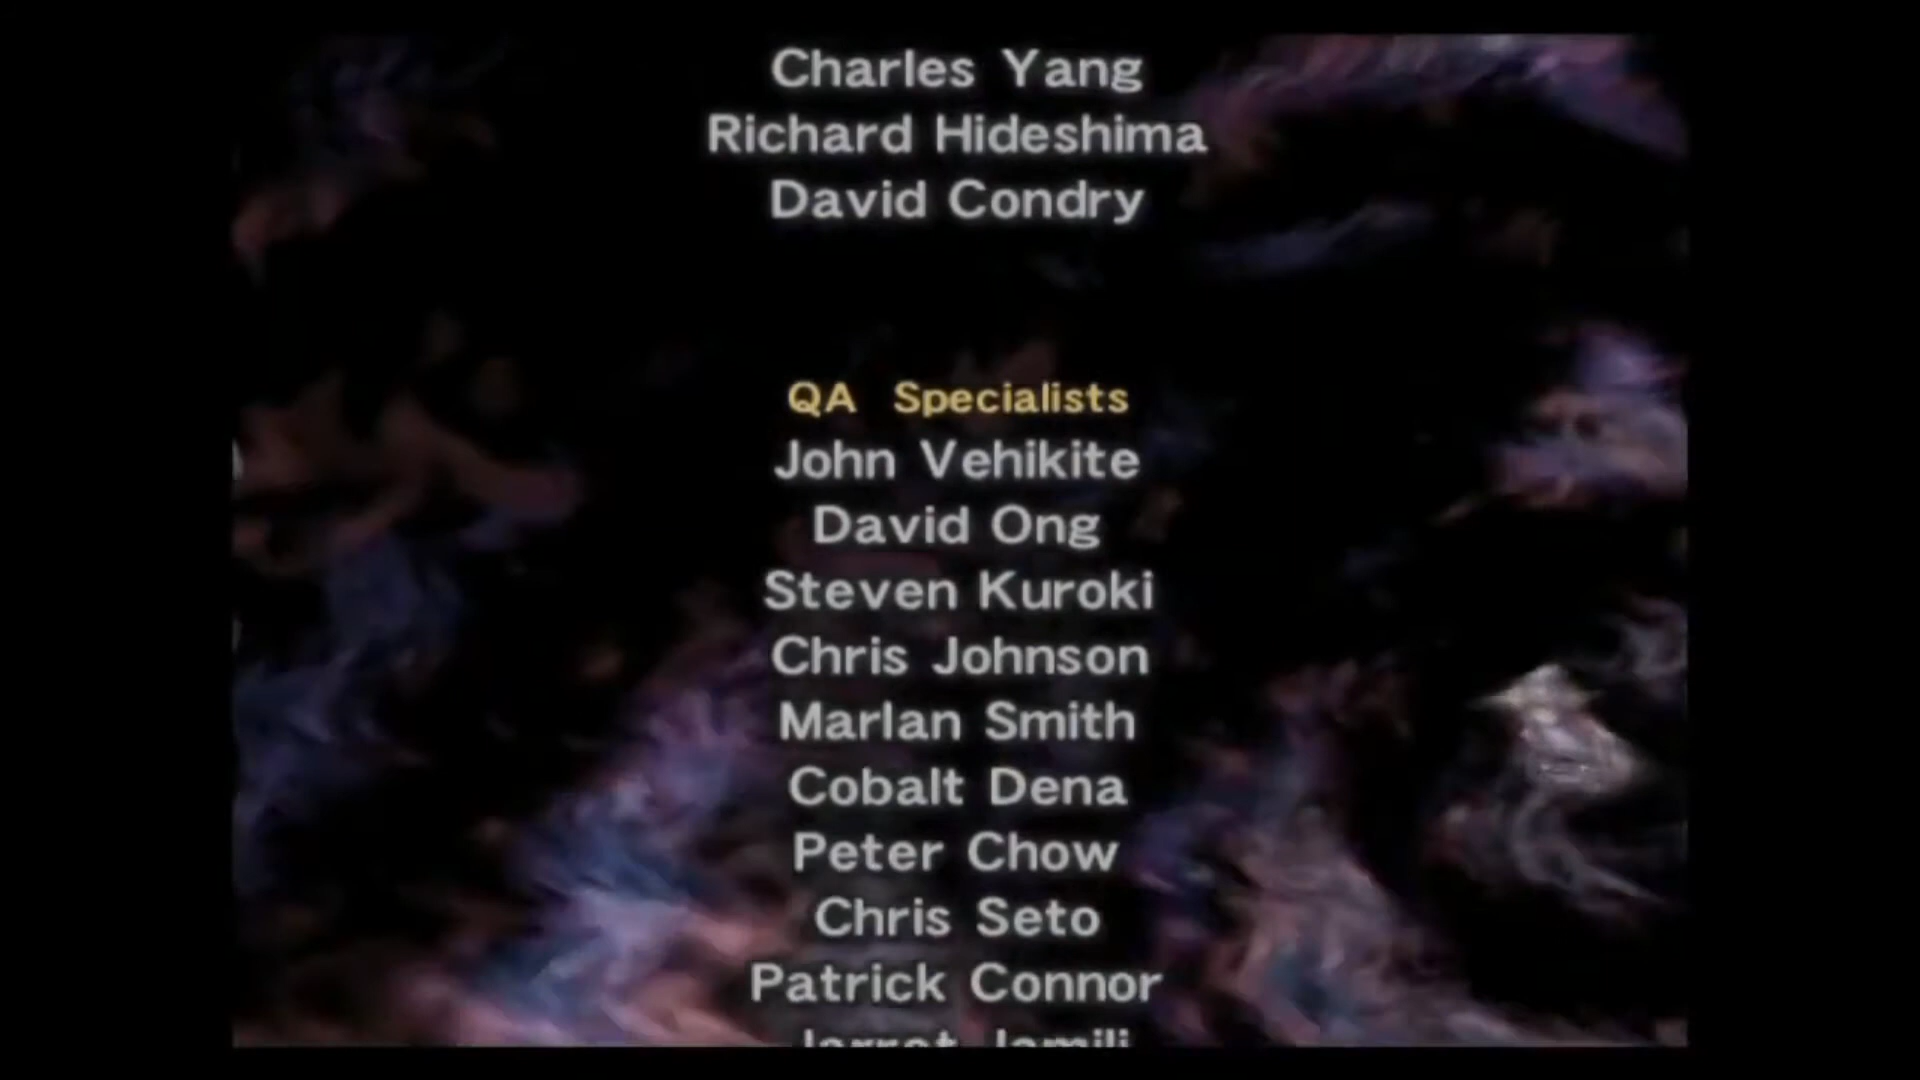 Charles Yang
Richard Hideshima
David Condry
QA Specialists
John Vehikite
David Ong
Steven Kuroki
Chris Johnson
Marlan Smith
Cobalt Dena
Peter Chow
Chris Seto
Patrick Connor